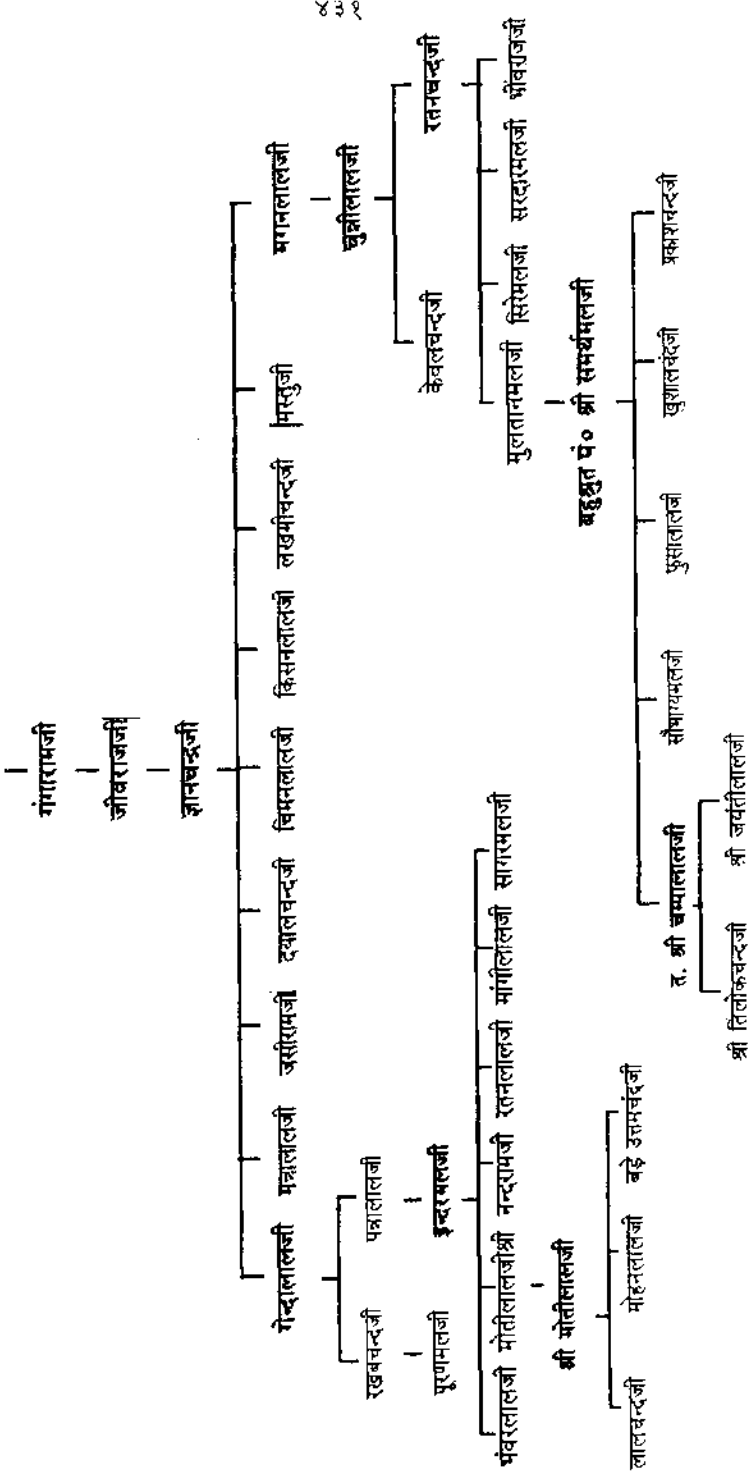 ४३१
गंगारामजी
जीवराजजी
ज्ञानचन्द्रजी
गेन्दालालजी मन्नालालजी जसीरामजी दयालचन्दजी चिमनलालजी किसनलालजी लखमीचन्दजी मस्तुजी मगनलालजी
रखबचन्दजी पन्नालालजी चुन्नीलालजी
पूरणमलजी इन्दरमलजी केवलचन्दजी रतनचन्दजी
भंवरलालजी मोतीलालजीश्री नन्दरामजी रतनलालजी मांगीलालजी सागरमलजी मुलतानमलजी सिरेमलजी सरदारमलजी भींवराजजी
श्री मोतीलालजी बहुश्रुत पं० श्री समर्थमलजी
लालचन्दजी मोहनलालजी बड़े उत्तमचंदजी त. श्री चम्पालालजी सौभाग्यमलजी फुसालालजी खुशालचंदजी प्रकाशचन्दजी
श्री तिलोकचन्दजी श्री जयंतीलालजी